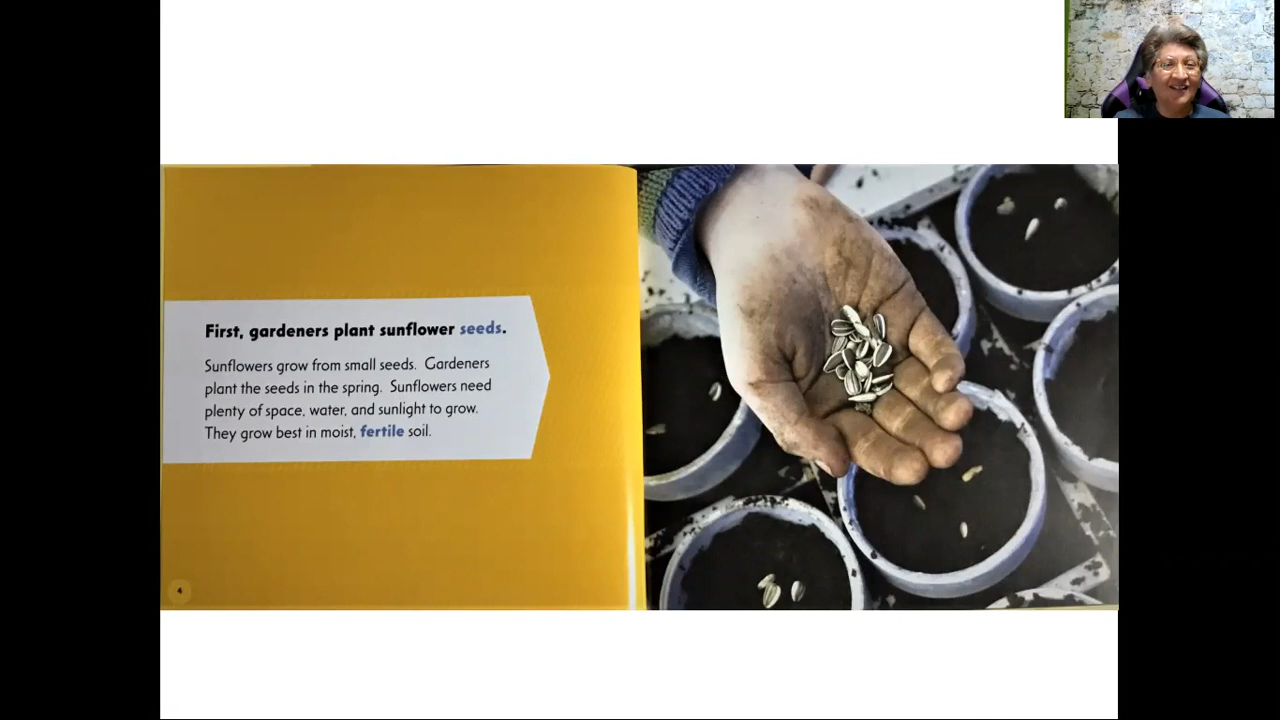 First, gardeners plant sunflower seeds.
Sunflowers grow from small seeds. Gardeners
plant the seeds in the spring. Sunflowers need
plenty of space, water, and sunlight to grow.
They grow best in moist, fertile soil.
4